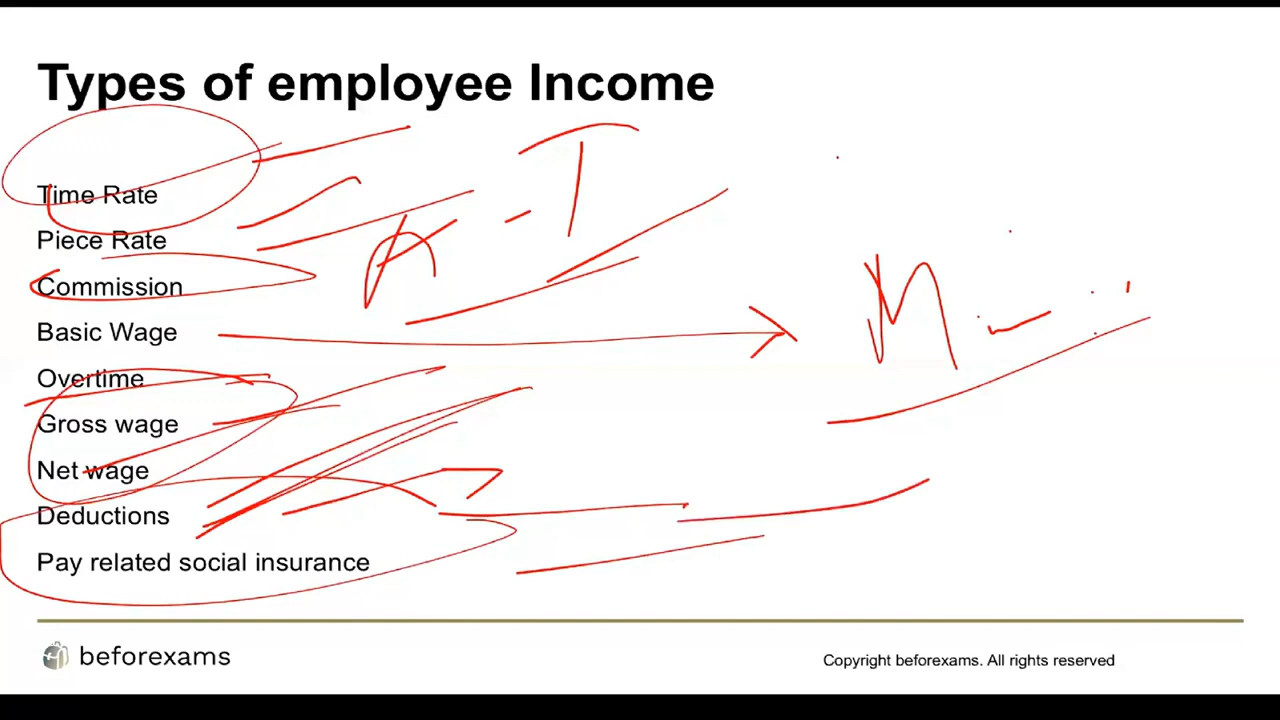 Types of employee Income
Time Rate
Piece Rate
Commission
Basic Wage
Overtime
Gross wage
Net wage
Deductions
Pay related social insurance
beforexams
Copyright beforexams. All rights reserved